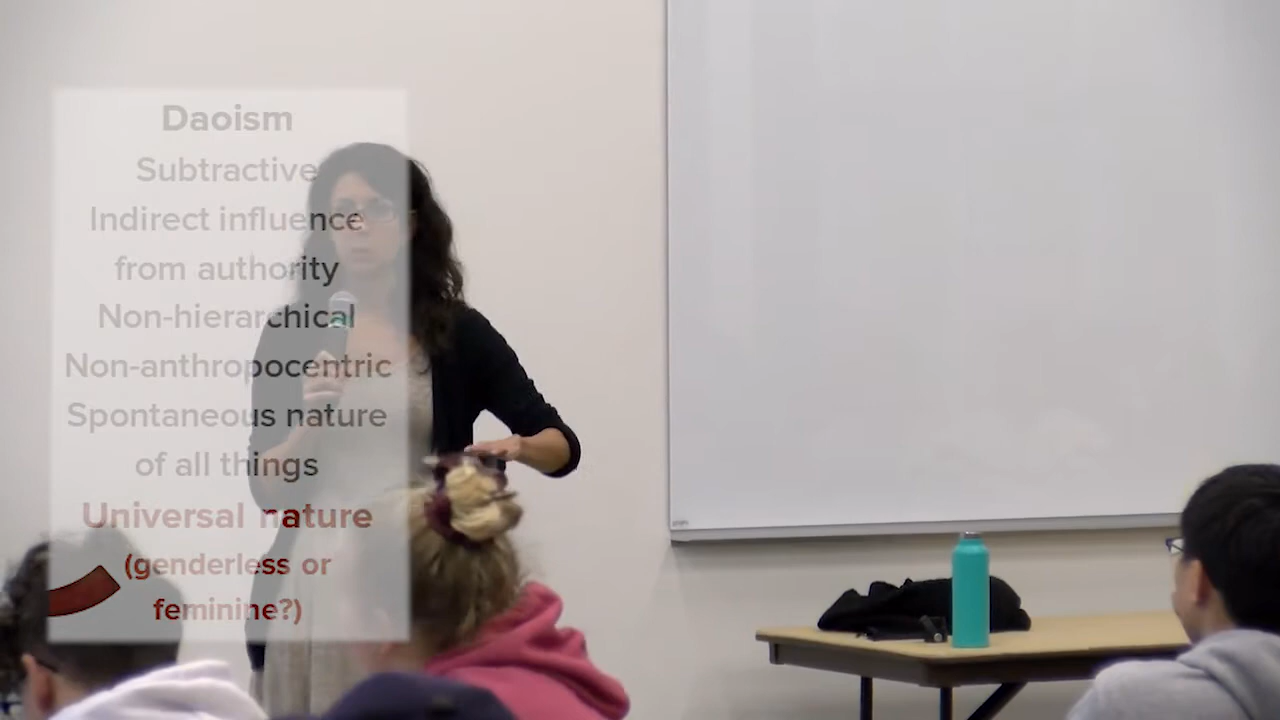 Daoism
Subtractive
Indirect influence
from authority
Non-hierarchical
Non-anthropocentric
Spontaneous nature
of all things
Universal nature
(genderless or
feminine?)